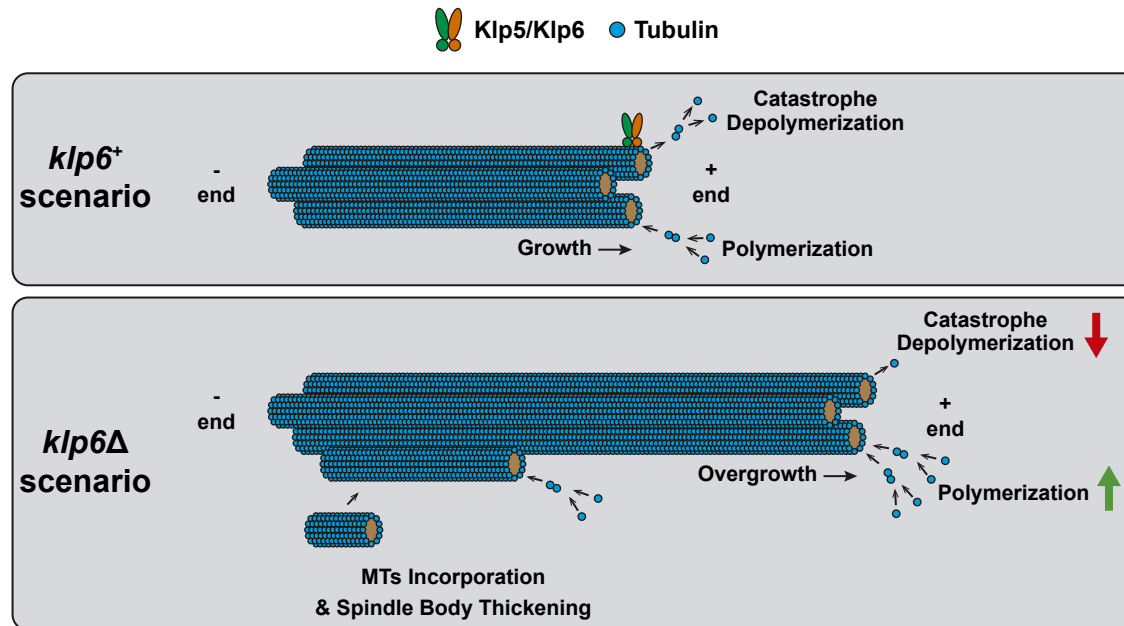 Klp5/Klp6 Tubulin
klp6+
scenario
-
end
Catastrophe
Depolymerization
+
end
Growth
Polymerization
klp6Δ
scenario
-
end
Catastrophe
Depolymerization
+
end
Overgrowth
Polymerization
MTs Incorporation
& Spindle Body Thickening